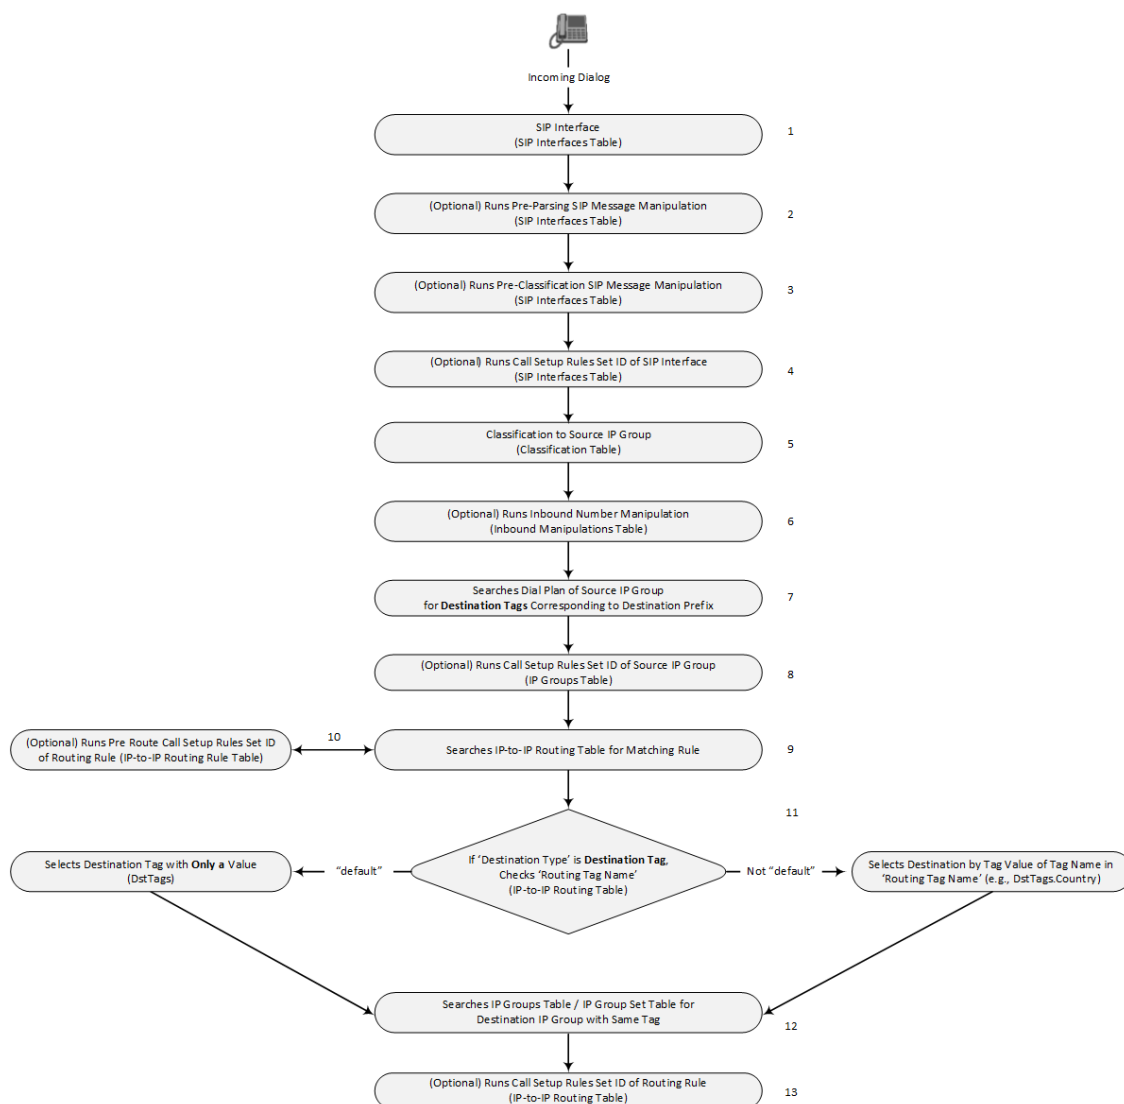 Incoming Dialog
SIP Interface
(SIP Interfaces Table)
1
(Optional) Runs Pre-Parsing SIP Message Manipulation
(SIP Interfaces Table)
2
(Optional) Runs Pre-Classification SIP Message Manipulation
(SIP Interfaces Table)
3
(Optional) Runs Call Setup Rules Set ID of SIP Interface
(SIP Interfaces Table)
4
Classification to Source IP Group
(Classification Table)
5
(Optional) Runs Inbound Number Manipulation
(Inbound Manipulations Table)
6
Searches Dial Plan of Source IP Group
for Destination Tags Corresponding to Destination Prefix
7
(Optional) Runs Call Setup Rules Set ID of Source IP Group
(IP Groups Table)
8
(Optional) Runs Pre Route Call Setup Rules Set ID
of Routing Rule (IP-to-IP Routing Rule Table)
10
Searches IP-to-IP Routing Table for Matching Rule
9
11
Selects Destination Tag with Only a Value
(DstTags)
“default”
If ‘Destination Type’ is Destination Tag,
Checks ‘Routing Tag Name’
(IP-to-IP Routing Table)
Not “default”
Selects Destination by Tag Value of Tag Name in
‘Routing Tag Name’ (e.g., DstTags.Country)
Searches IP Groups Table / IP Group Set Table for
Destination IP Group with Same Tag
12
(Optional) Runs Call Setup Rules Set ID of Routing Rule
(IP-to-IP Routing Table)
13